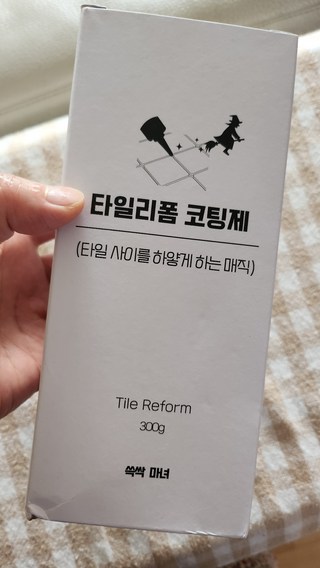 타일리폼 코팅제
(타일 사이를 하얗게 하는 매직)
Tile Reform
300g
쓱싹 마녀